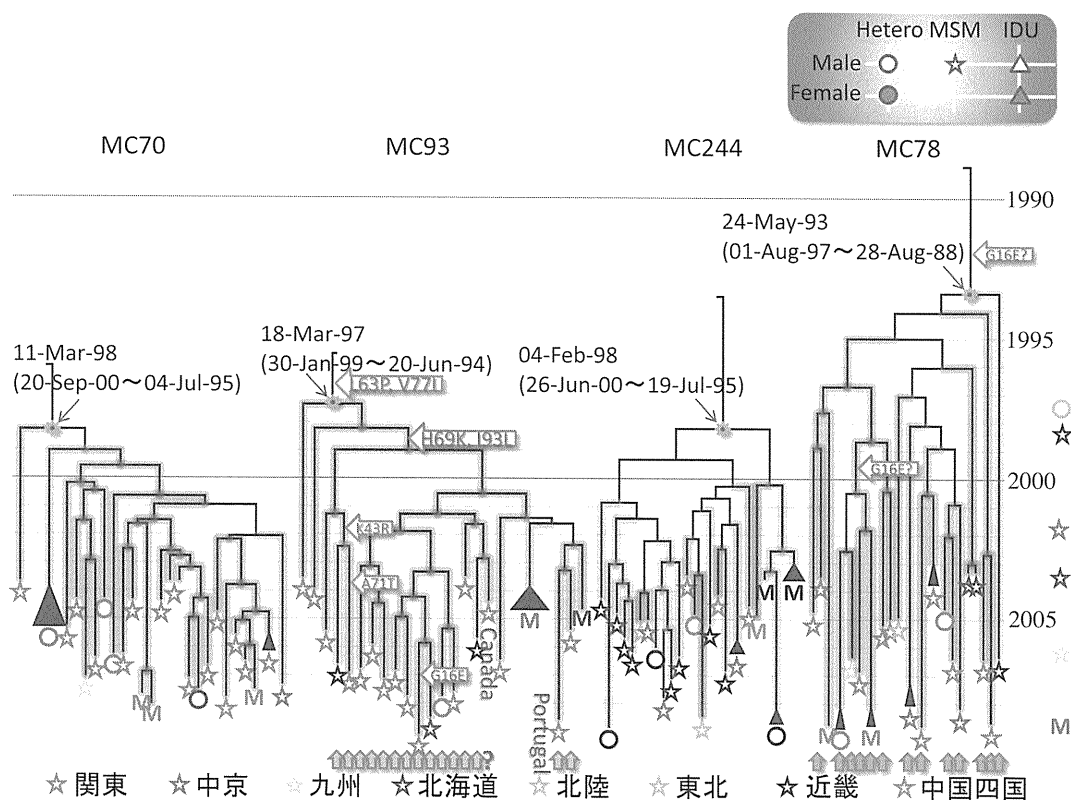 Hetero MSM IDU
Male
Female
MC70
MC93
MC244
MC78
1990
24-May-93
(01-Aug-97～28-Aug-88)
G16E?
1995
18-Mar-97
(30-Jan-99～20-Jun-94)
L63P, V77I
11-Mar-98
(20-Sep-00～04-Jul-95)
04-Feb-98
(26-Jun-00～19-Jul-95)
H69K, I93L
G16E?
2000
K43R
A71T
M
M
M
M
2005
M
G16E
Canada
M
M
M
M
M
M
M
Portugal
?
関東
中京
九州
北海道
北陸
東北
近畿
中国四国